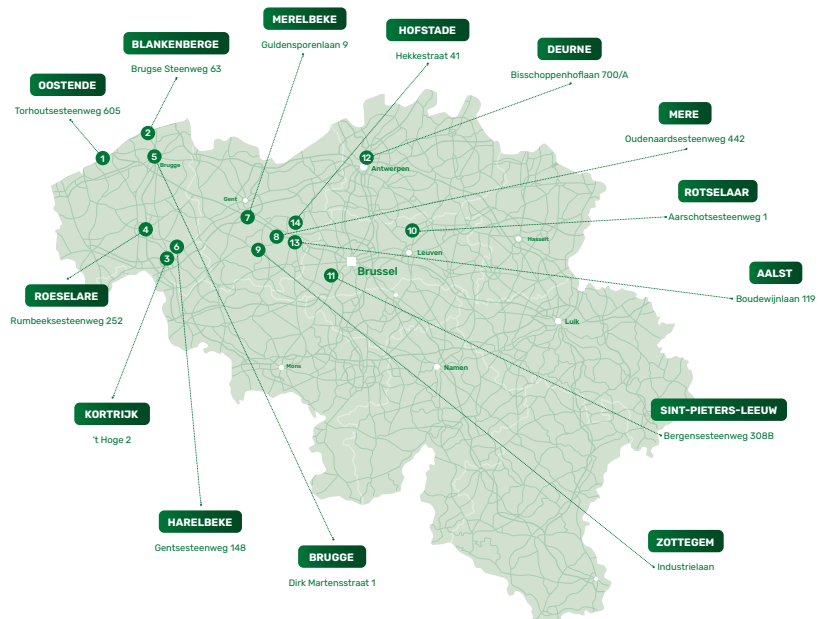 MERELBEKE
Guldensporenlaan 9
HOFSTADE
Hekkestraat 41
BLANKENBERGE
Brugse Steenweg 63
DEURNE
Bisschoppenhoflaan 700/A
OOSTENDE
Torhoutsesteenweg 605
MERE
Oudenaardsesteenweg 442
2
1
5
Brugge
12
Antwerpen
ROTSELAAR
Aarschotsesteenweg 1
Gent
7
14
4
8
10
13
Hasselt
6
3
9
Leuven
11
Brussel
AALST
Boudewijnlaan 119
ROESELARE
Rumbeeksesteenweg 252
Luik
Mons
Namen
KORTRIJK
't Hoge 2
SINT-PIETERS-LEEUW
Bergensesteenweg 308B
HARELBEKE
Gentsesteenweg 148
BRUGGE
Dirk Martensstraat 1
ZOTTEGEM
Industrielaan